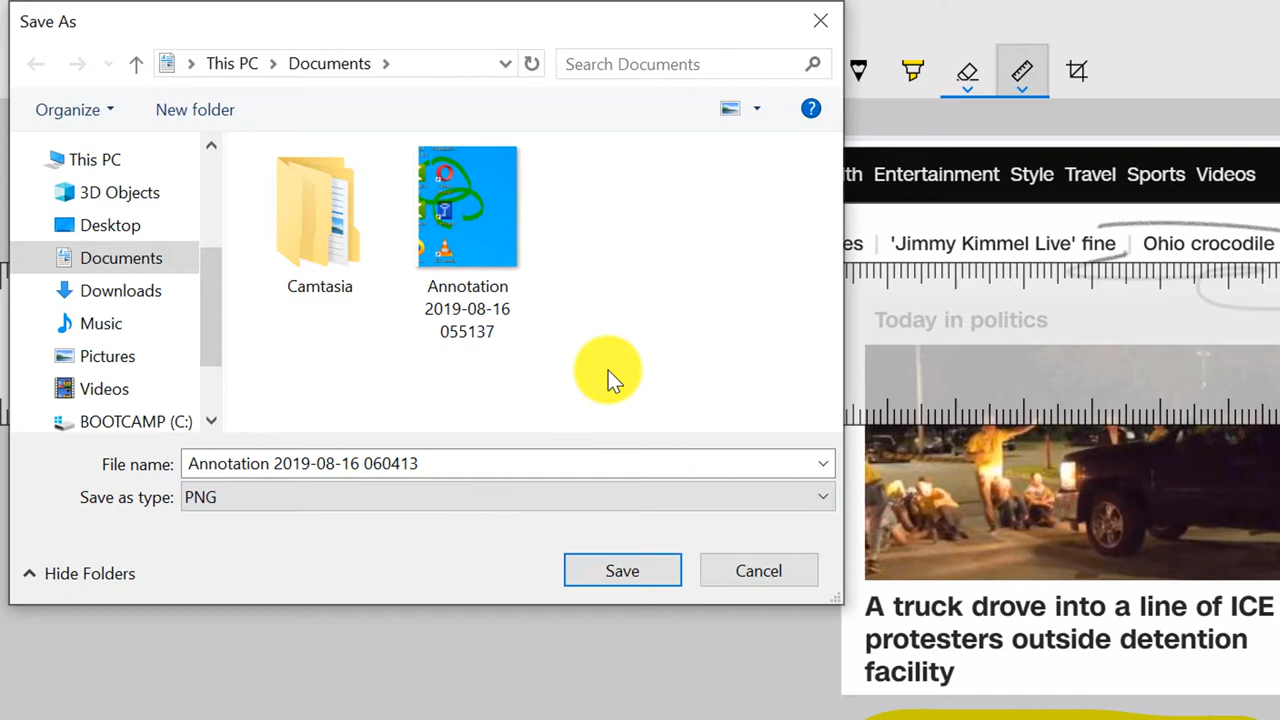 Save As
This PC
Documents
Search Documents
Organize
New folder
This PC
3D Objects
Desktop
Documents
Downloads
Music
Pictures
Videos
BOOTCAMP (C:)
Camtasia
Annotation
2019-08-16
055137
File name:
Annotation 2019-08-16 060413
Save as type:
PNG
Hide Folders
Save
Cancel
Entertainment Style Travel Sports Videos
'Jimmy Kimmel Live' fine | Ohio crocodile
Today in politics
A truck drove into a line of ICE
protesters outside detention
facility